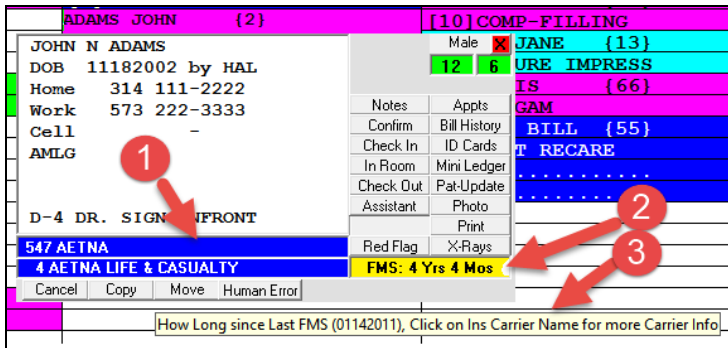 ADAMS JOHN {2}
[10]COMP-FILLING
JOHN N ADAMS
Male X
JANE {13}
DOB 11182002 by HAL
12 6
URE IMPRESS
Home 314 111-2222
IS {66}
Work 573 222-3333
Notes Appts
GAM
Cell -
Confirm Bill History
BILL {55}
AMLG
1
Check In ID Cards
T RECARE
In Room Mini Ledger
Check Out Pat-Update
Assistant Photo
2
D-4 DR. SIGN NFRONT
Print
547 AETNA
Red Flag X-Rays
3
4 AETNA LIFE & CASUALTY
FMS: 4 Yrs 4 Mos
Cancel Copy Move Human Error
How Long since Last FMS (01142011), Click on Ins Carrier Name for more Carrier Info